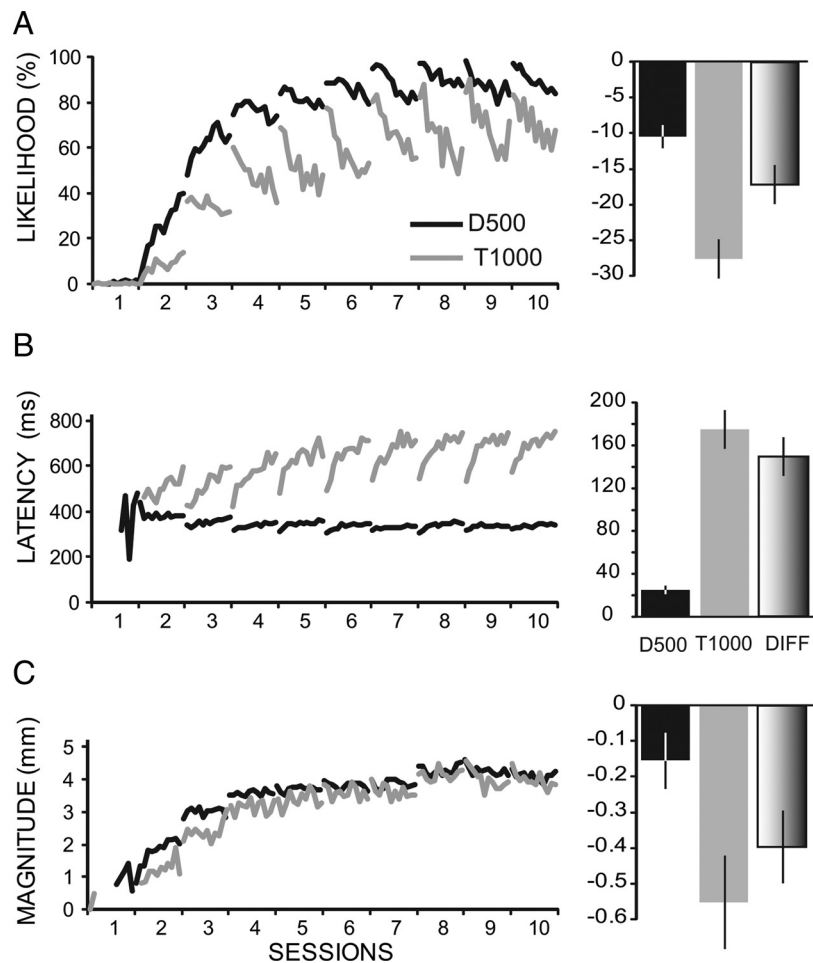 A
LIKELIHOOD (%)
100
80
60
40
20
0
D500
T1000
1 2 3 4 5 6 7 8 9 10
0
-5
-10
-15
-20
-25
-30
B
LATENCY (ms)
800
600
400
200
0
1 2 3 4 5 6 7 8 9 10
200
160
120
80
40
0
D500 T1000 DIFF
C
MAGNITUDE (mm)
5
4
3
2
1
0
1 2 3 4 5 6 7 8 9 10
SESSIONS
0
-0.1
-0.2
-0.3
-0.4
-0.5
-0.6